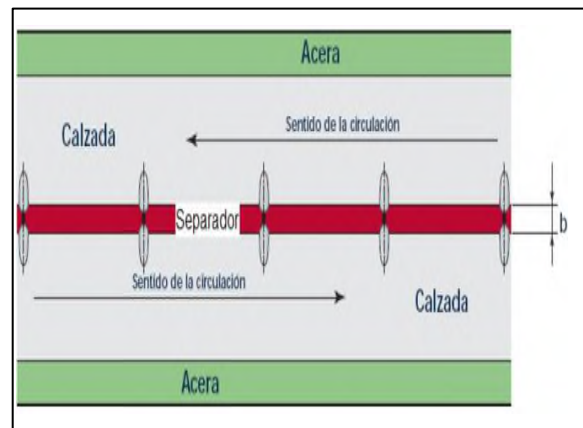 Acera
Sentido de la circulación
Calzada
Separador
b
Sentido de la circulación
Calzada
Acera